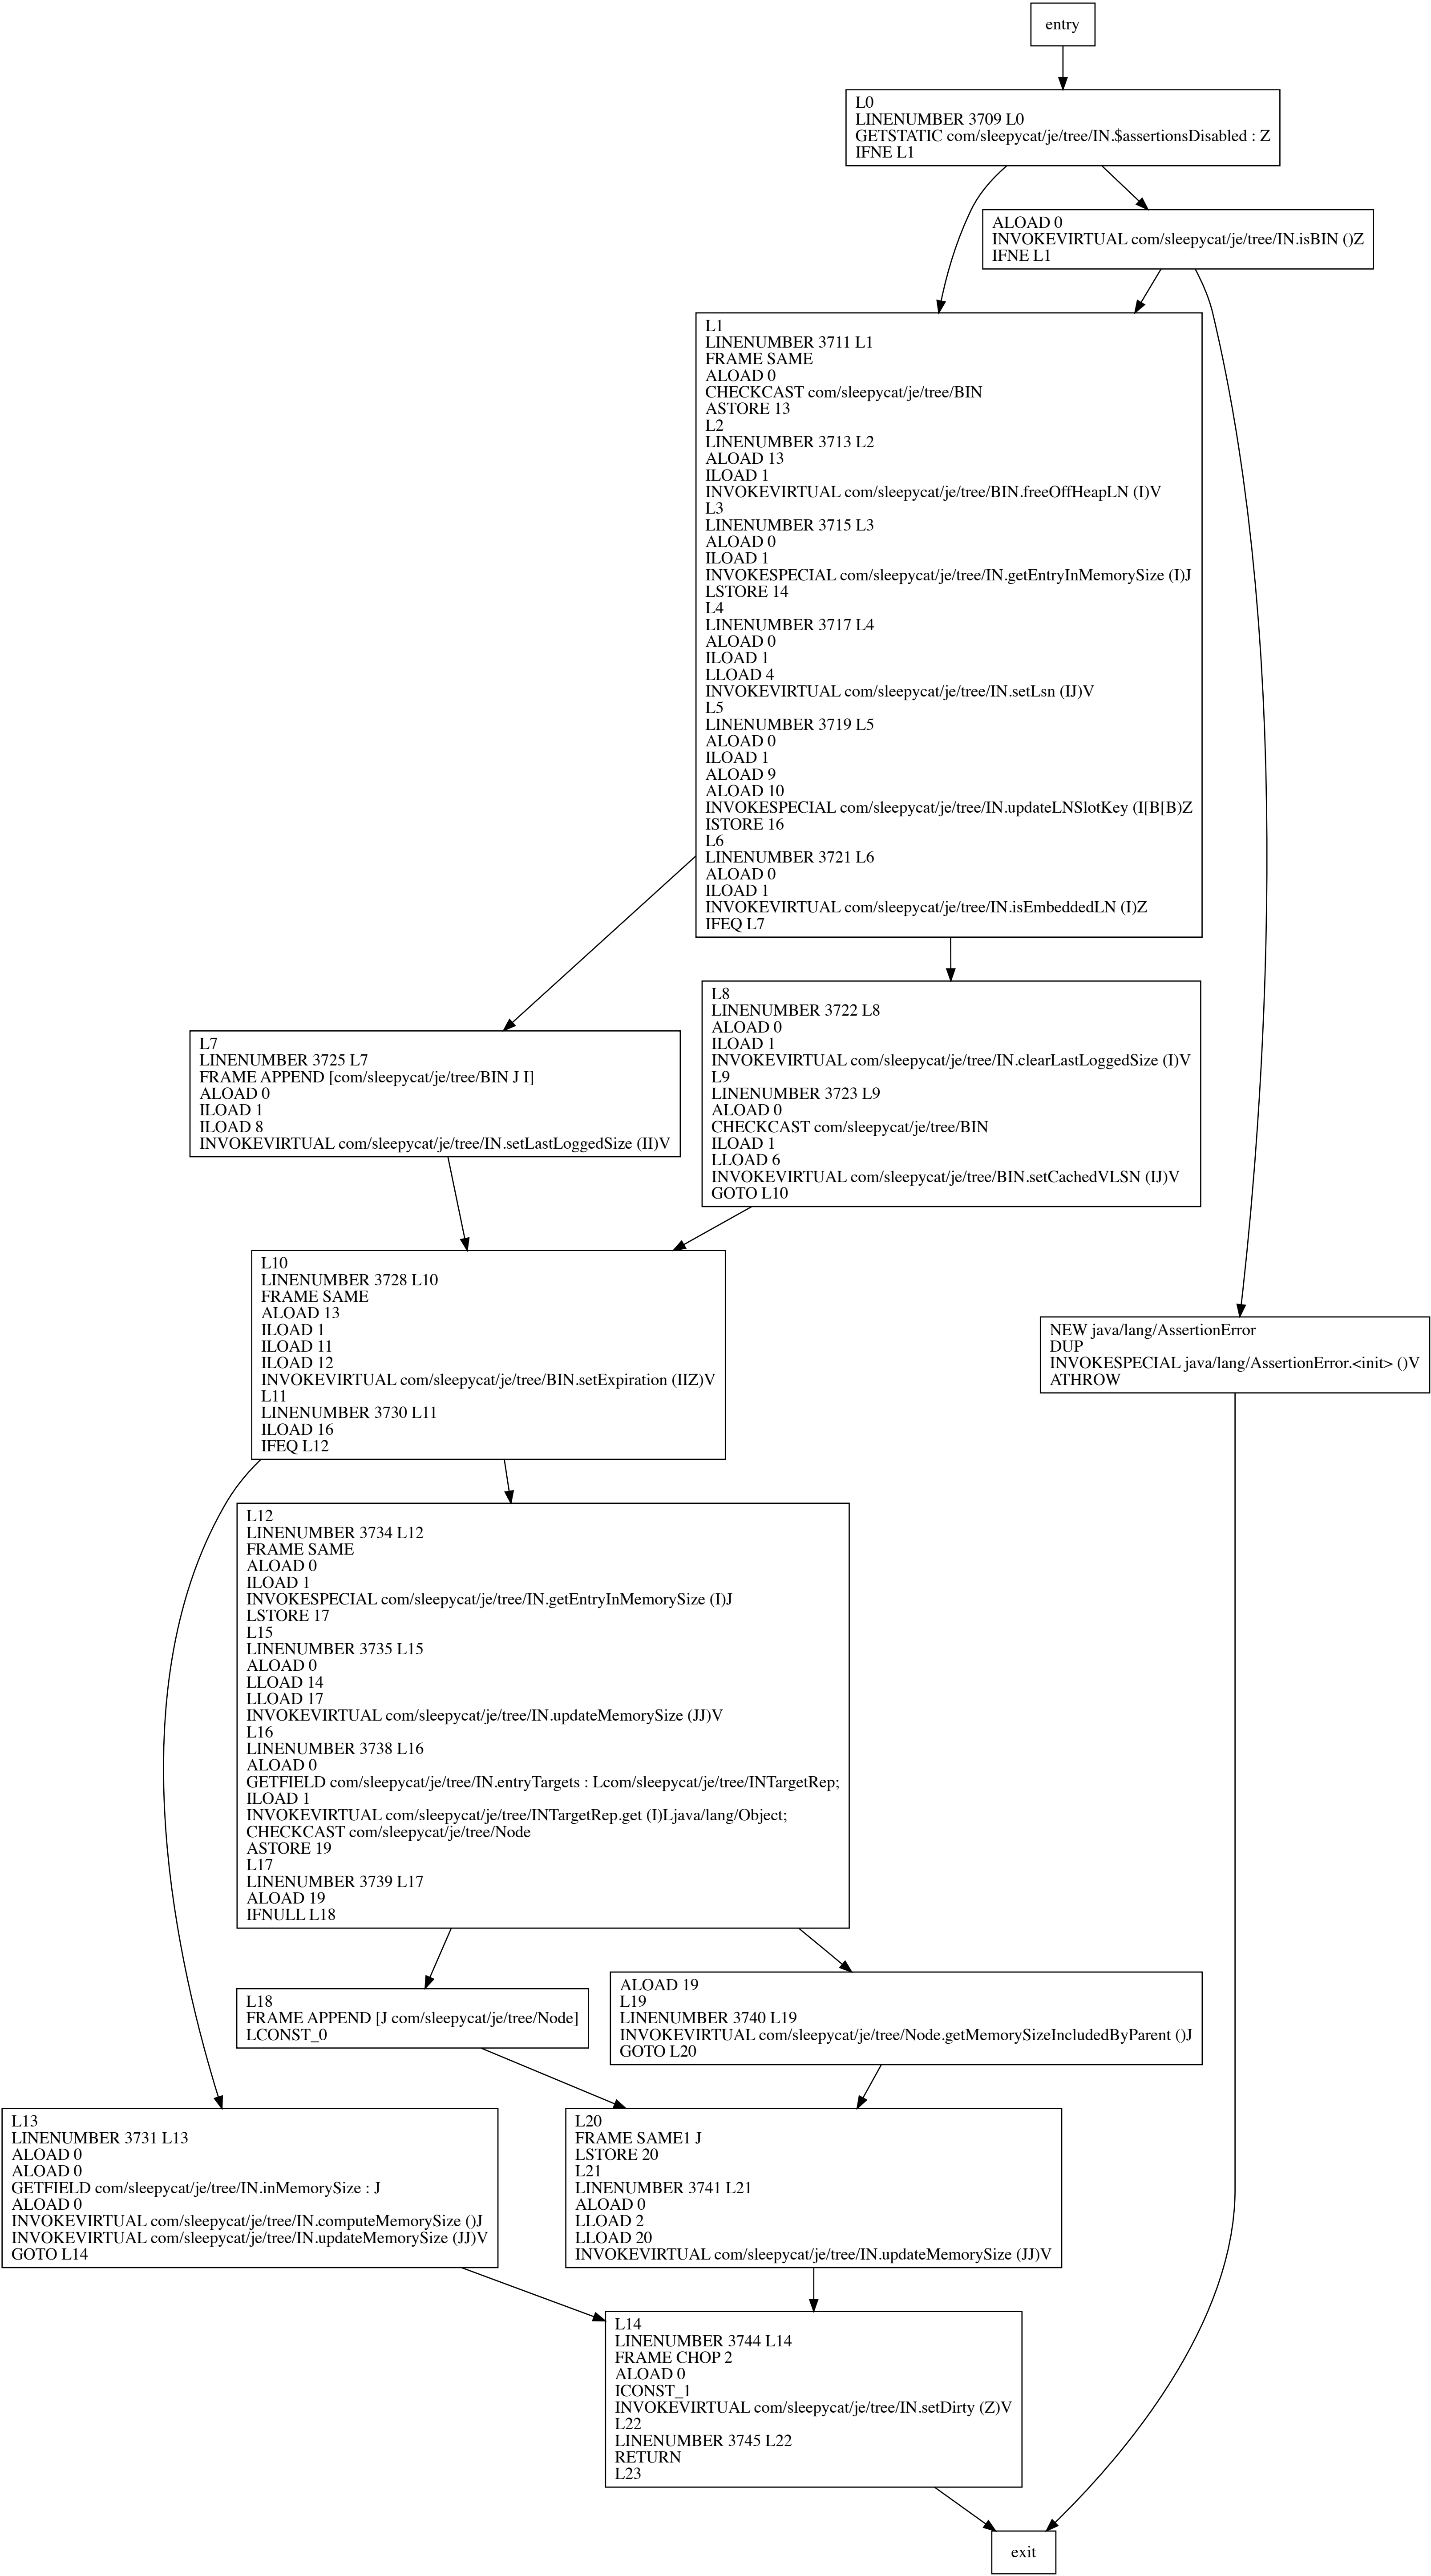 entry
L0
LINENUMBER 3709 L0
GETSTATIC com/sleepycat/je/tree/IN.$assertionsDisabled : Z
IFNE L1
ALOAD 0
INVOKEVIRTUAL com/sleepycat/je/tree/IN.isBIN ()Z
IFNE L1
L1
LINENUMBER 3711 L1
FRAME SAME
ALOAD 0
CHECKCAST com/sleepycat/je/tree/BIN
ASTORE 13
L2
LINENUMBER 3713 L2
ALOAD 13
ILOAD 1
INVOKEVIRTUAL com/sleepycat/je/tree/BIN.freeOffHeapLN (I)V
L3
LINENUMBER 3715 L3
ALOAD 0
ILOAD 1
INVOKESPECIAL com/sleepycat/je/tree/IN.getEntryInMemorySize (I)J
LSTORE 14
L4
LINENUMBER 3717 L4
ALOAD 0
ILOAD 1
LLOAD 4
INVOKEVIRTUAL com/sleepycat/je/tree/IN.setLsn (IJ)V
L5
LINENUMBER 3719 L5
ALOAD 0
ILOAD 1
ALOAD 9
ALOAD 10
INVOKESPECIAL com/sleepycat/je/tree/IN.updateLNSlotKey (I[B[B)Z
ISTORE 16
L6
LINENUMBER 3721 L6
ALOAD 0
ILOAD 1
INVOKEVIRTUAL com/sleepycat/je/tree/IN.isEmbeddedLN (I)Z
IFEQ L7
L8
LINENUMBER 3722 L8
ALOAD 0
ILOAD 1
INVOKEVIRTUAL com/sleepycat/je/tree/IN.clearLastLoggedSize (I)V
L9
LINENUMBER 3723 L9
ALOAD 0
CHECKCAST com/sleepycat/je/tree/BIN
ILOAD 1
LLOAD 6
INVOKEVIRTUAL com/sleepycat/je/tree/BIN.setCachedVLSN (IJ)V
GOTO L10
L7
LINENUMBER 3725 L7
FRAME APPEND [com/sleepycat/je/tree/BIN J I]
ALOAD 0
ILOAD 1
ILOAD 8
INVOKEVIRTUAL com/sleepycat/je/tree/IN.setLastLoggedSize (II)V
L10
LINENUMBER 3728 L10
FRAME SAME
ALOAD 13
ILOAD 1
ILOAD 11
ILOAD 12
INVOKEVIRTUAL com/sleepycat/je/tree/BIN.setExpiration (IIZ)V
L11
LINENUMBER 3730 L11
ILOAD 16
IFEQ L12
NEW java/lang/AssertionError
DUP
INVOKESPECIAL java/lang/AssertionError.<init> ()V
ATHROW
L12
LINENUMBER 3734 L12
FRAME SAME
ALOAD 0
ILOAD 1
INVOKESPECIAL com/sleepycat/je/tree/IN.getEntryInMemorySize (I)J
LSTORE 17
L15
LINENUMBER 3735 L15
ALOAD 0
LLOAD 14
LLOAD 17
INVOKEVIRTUAL com/sleepycat/je/tree/IN.updateMemorySize (JJ)V
L16
LINENUMBER 3738 L16
ALOAD 0
GETFIELD com/sleepycat/je/tree/IN.entryTargets : Lcom/sleepycat/je/tree/INTargetRep;
ILOAD 1
INVOKEVIRTUAL com/sleepycat/je/tree/INTargetRep.get (I)Ljava/lang/Object;
CHECKCAST com/sleepycat/je/tree/Node
ASTORE 19
L17
LINENUMBER 3739 L17
ALOAD 19
IFNULL L18
L18
FRAME APPEND [J com/sleepycat/je/tree/Node]
LCONST_0
ALOAD 19
L19
LINENUMBER 3740 L19
INVOKEVIRTUAL com/sleepycat/je/tree/Node.getMemorySizeIncludedByParent ()J
GOTO L20
L13
LINENUMBER 3731 L13
ALOAD 0
ALOAD 0
GETFIELD com/sleepycat/je/tree/IN.inMemorySize : J
ALOAD 0
INVOKEVIRTUAL com/sleepycat/je/tree/IN.computeMemorySize ()J
INVOKEVIRTUAL com/sleepycat/je/tree/IN.updateMemorySize (JJ)V
GOTO L14
L20
FRAME SAME1 J
LSTORE 20
L21
LINENUMBER 3741 L21
ALOAD 0
LLOAD 2
LLOAD 20
INVOKEVIRTUAL com/sleepycat/je/tree/IN.updateMemorySize (JJ)V
L14
LINENUMBER 3744 L14
FRAME CHOP 2
ALOAD 0
ICONST_1
INVOKEVIRTUAL com/sleepycat/je/tree/IN.setDirty (Z)V
L22
LINENUMBER 3745 L22
RETURN
L23
exit